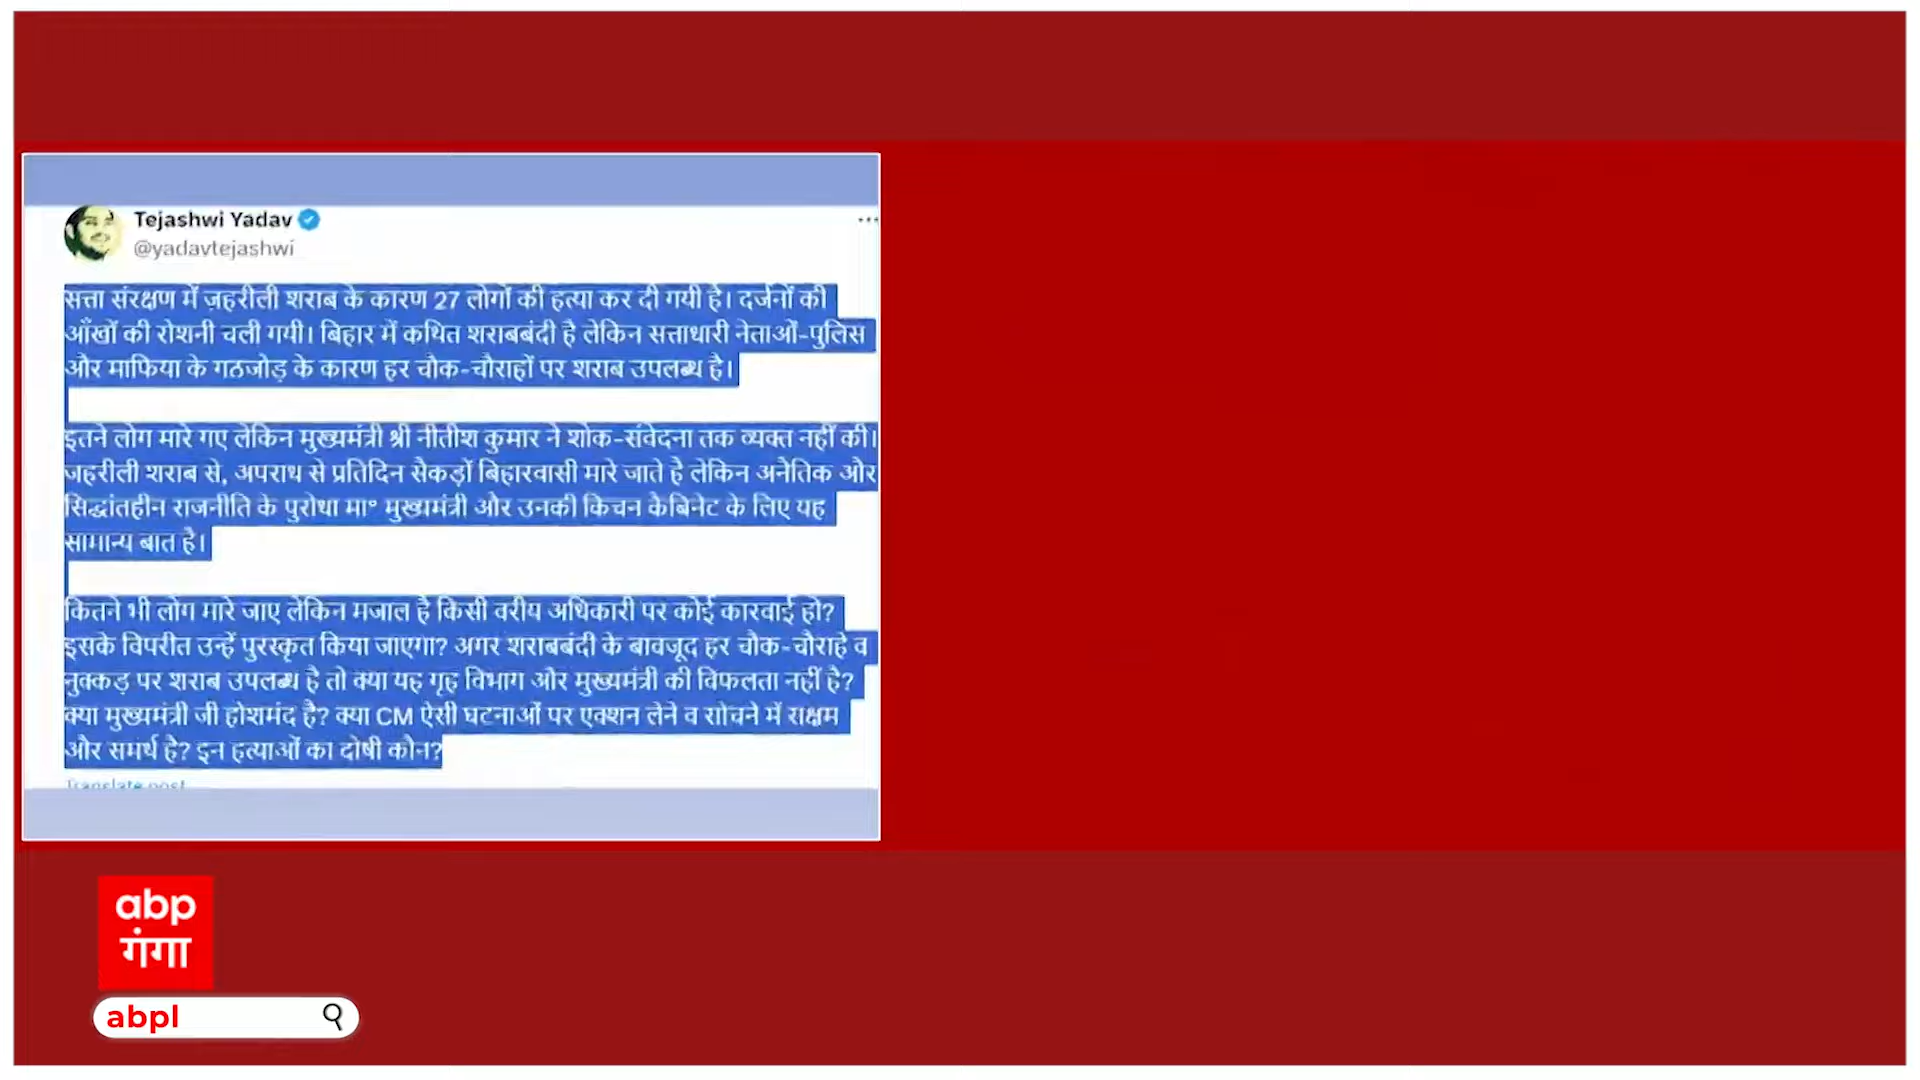 Tejashwi Yadav
@yadavtejashwi
सत्ता संरक्षण में ज़हरीली शराब के कारण 27 लोगों की हत्या कर दी गयी है। दर्जनों की
आँखों की रोशनी चली गयी। बिहार में कथित शराबबंदी है लेकिन सत्ताधारी नेताओं-पुलिस
और माफिया के गठजोड़ के कारण हर चौक-चौराहों पर शराब उपलब्ध है।
इतने लोग मारे गए लेकिन मुख्यमंत्री श्री नीतीश कुमार ने शोक-संवेदना तक व्यक्त नहीं की।
जहरीली शराब से, अपराध से प्रतिदिन सैकड़ों बिहारवासी मारे जाते है लेकिन अनैतिक और
सिद्धांतहीन राजनीति के पुरोधा मा॰ मुख्यमंत्री और उनकी किचन कैबिनेट के लिए यह
सामान्य बात है।
कितने भी लोग मारे जाए लेकिन मजाल है किसी वरीय अधिकारी पर कोई कारवाई हो?
इसके विपरीत उन्हें पुरस्कृत किया जाएगा? अगर शराबबंदी के बावजूद हर चौक-चौराहे व
नुक्कड़ पर शराब उपलब्ध है तो क्या यह गृह विभाग और मुख्यमंत्री की विफलता नहीं है?
क्या मुख्यमंत्री जी होशमंद है? क्या CM ऐसी घटनाओं पर एक्शन लेने व सोचने में सक्षम
और समर्थ है? इन हत्याओं का दोषी कौन?
Translate post
abp
गंगा
abpl